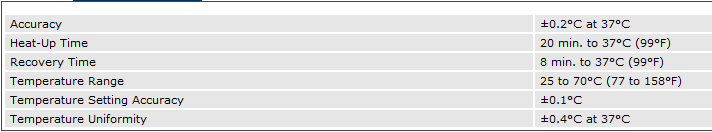 Accuracy ±0.2°C at 37°C
Heat-Up Time 20 min. to 37°C (99°F)
Recovery Time 8 min. to 37°C (99°F)
Temperature Range 25 to 70°C (77 to 158°F)
Temperature Setting Accuracy ±0.1°C
Temperature Uniformity ±0.4°C at 37°C